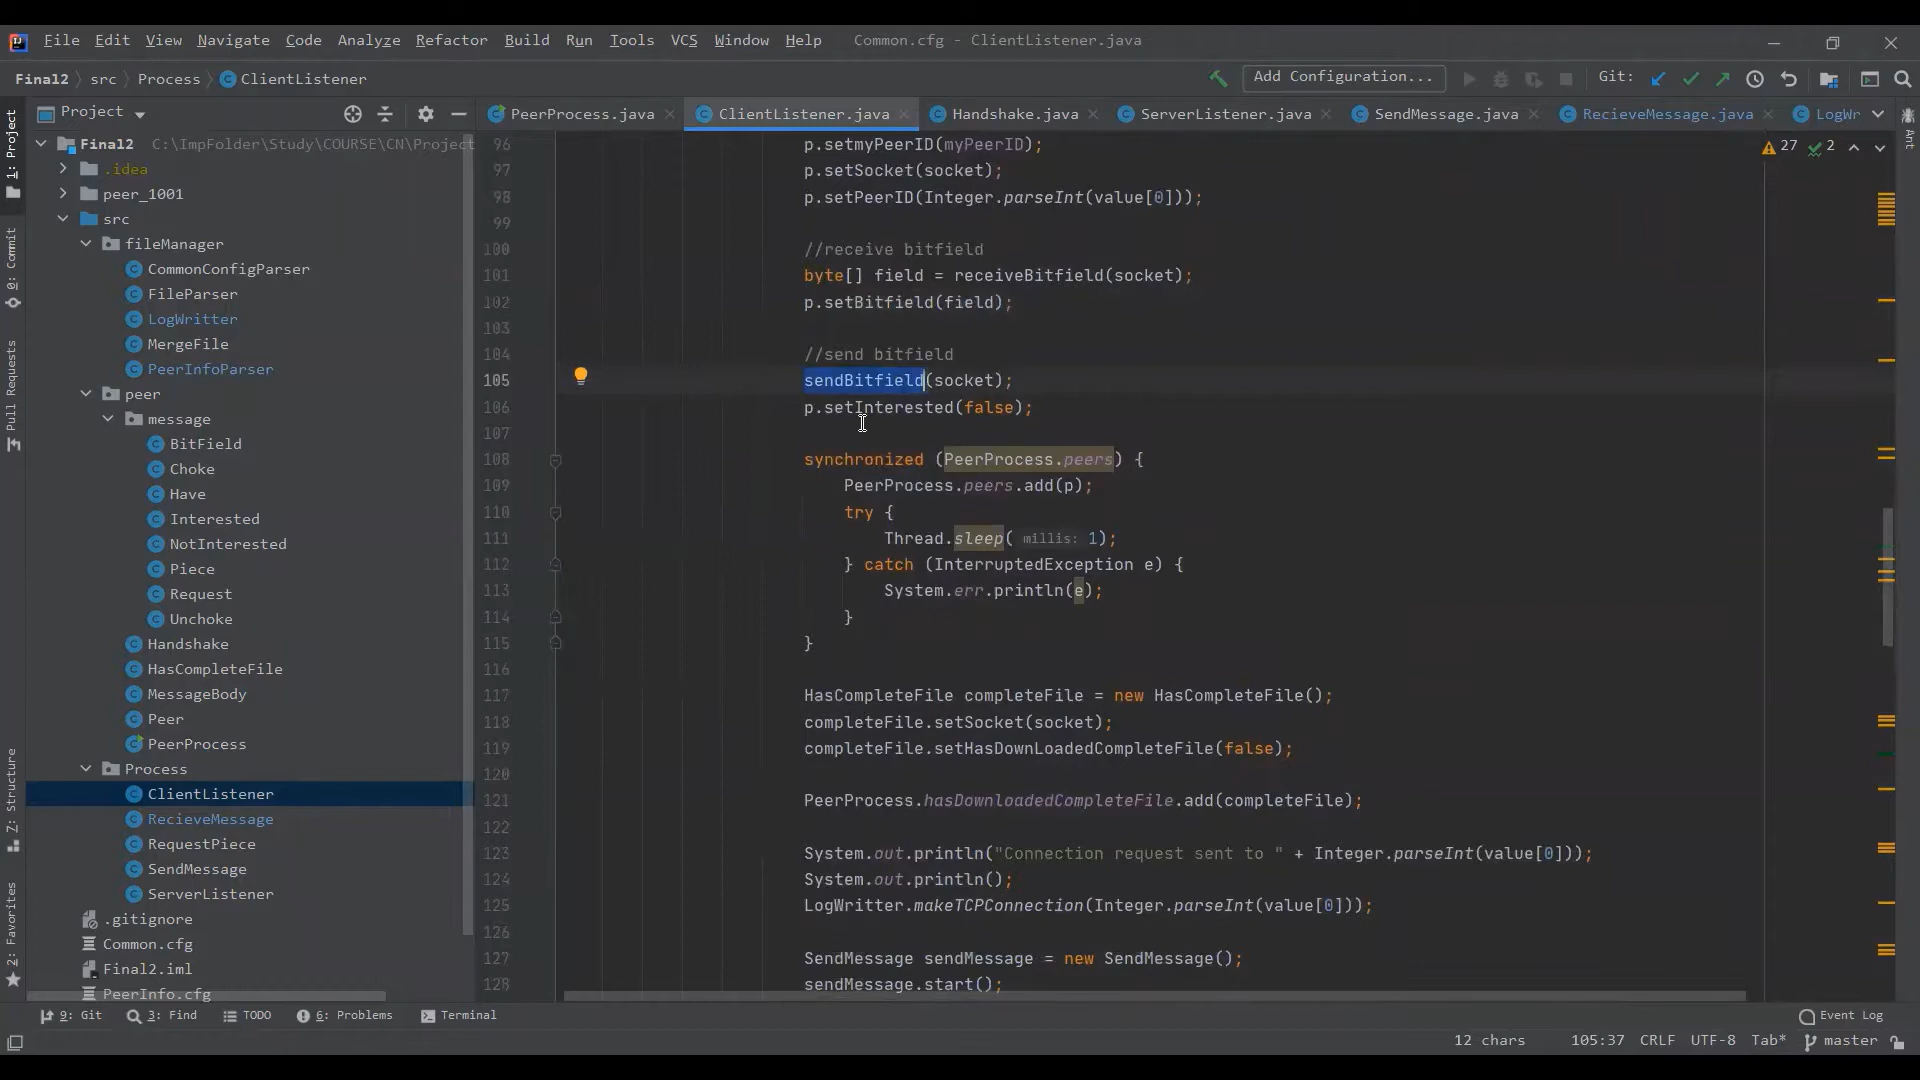 File Edit View Navigate Code Analyze Refactor Build Run Tools VCS Window Help Common.cfg - ClientListener.java
Final2 src Process ClientListener Add Configuration... Git:
Project PeerProcess.java ClientListener.java Handshake.java ServerListener.java SendMessage.java RecieveMessage.java LogWr
1: Project
0: Commit
Pull Requests
Z: Structure
2: Favorites
Ant
Final2 C:\ImpFolder\Study\COURSE\CN\Project
.idea
peer_1001
src
fileManager
CommonConfigParser
FileParser
LogWritter
MergeFile
PeerInfoParser
peer
message
BitField
Choke
Have
Interested
NotInterested
Piece
Request
Unchoke
Handshake
HasCompleteFile
MessageBody
Peer
PeerProcess
Process
ClientListener
RecieveMessage
RequestPiece
SendMessage
ServerListener
.gitignore
Common.cfg
Final2.iml
PeerInfo.cfg
27 2
96 p.setmyPeerID(myPeerID);
97 p.setSocket(socket);
98 p.setPeerID(Integer.parseInt(value[0]));
99
100 //receive bitfield
101 byte[] field = receiveBitfield(socket);
102 p.setBitfield(field);
103
104 //send bitfield
105 sendBitfield(socket);
106 p.setInterested(false);
107
108 synchronized (PeerProcess.peers) {
109 PeerProcess.peers.add(p);
110 try {
111 Thread.sleep( millis: 1);
112 } catch (InterruptedException e) {
113 System.err.println(e);
114 }
115 }
116
117 HasCompleteFile completeFile = new HasCompleteFile();
118 completeFile.setSocket(socket);
119 completeFile.setHasDownLoadedCompleteFile(false);
120
121 PeerProcess.hasDownloadedCompleteFile.add(completeFile);
122
123 System.out.println("Connection request sent to " + Integer.parseInt(value[0]));
124 System.out.println();
125 LogWritter.makeTCPConnection(Integer.parseInt(value[0]));
126
127 SendMessage sendMessage = new SendMessage();
128 sendMessage.start();
9: Git 3: Find TODO 6: Problems Terminal Event Log
12 chars 105:37 CRLF UTF-8 Tab* master